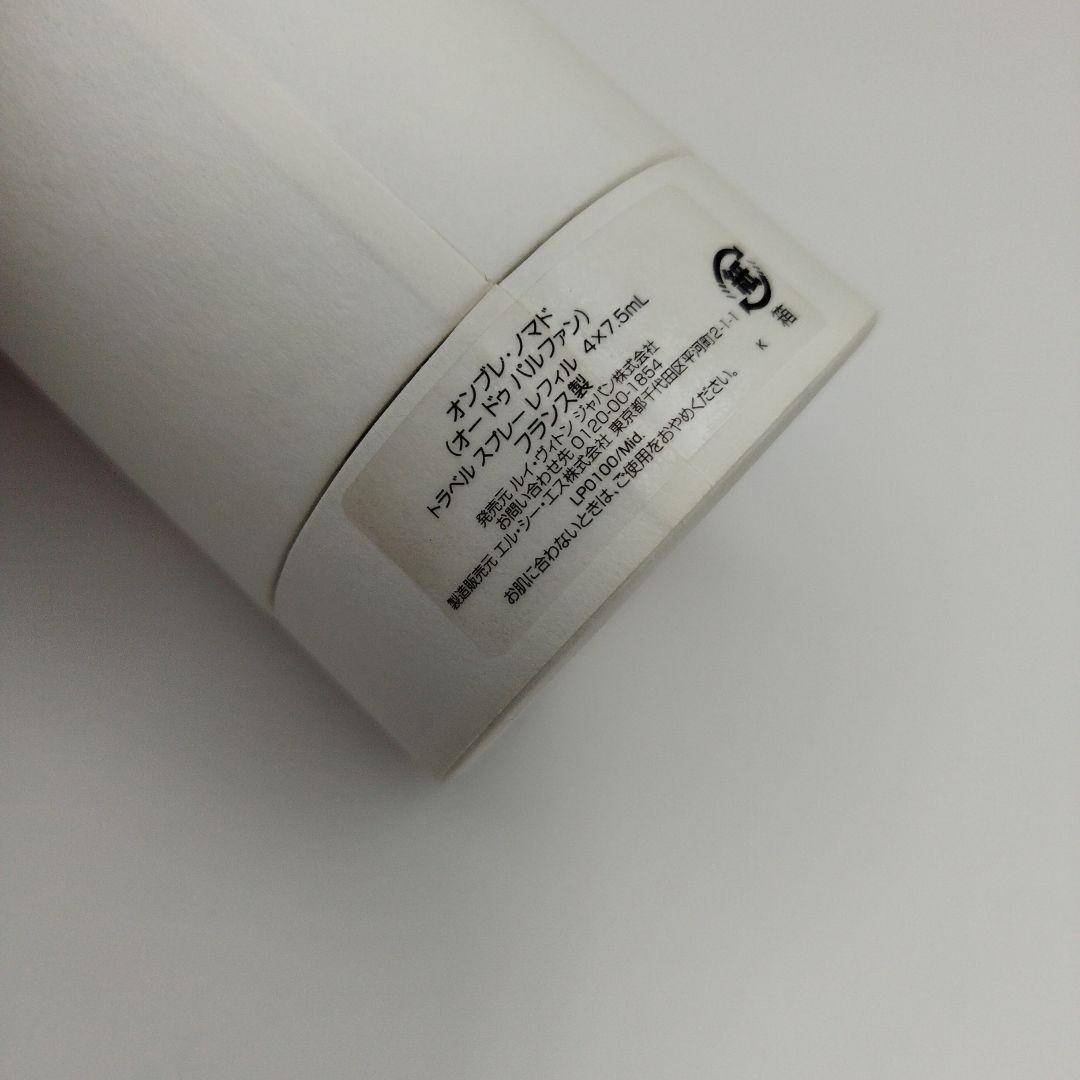 オンブレ・ノマド
(オー ドゥ パルファン)
トラベル スプレー レフィル 4×7.5mL
フランス製
発売元 ルイ・ヴィトン ジャパン株式会社
お問い合わせ先 0120-00-1854
製造販売元 エル・シー・エス株式会社 東京都千代田区平河町2-1-1
LP0100/Mid.
お肌に合わないときは、ご使用をおやめください。
K
紙
箱